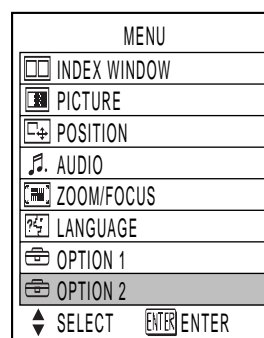 MENU
INDEX WINDOW
PICTURE
POSITION
AUDIO
ZOOM/FOCUS
LANGUAGE
OPTION 1
OPTION 2
SELECT ENTER ENTER